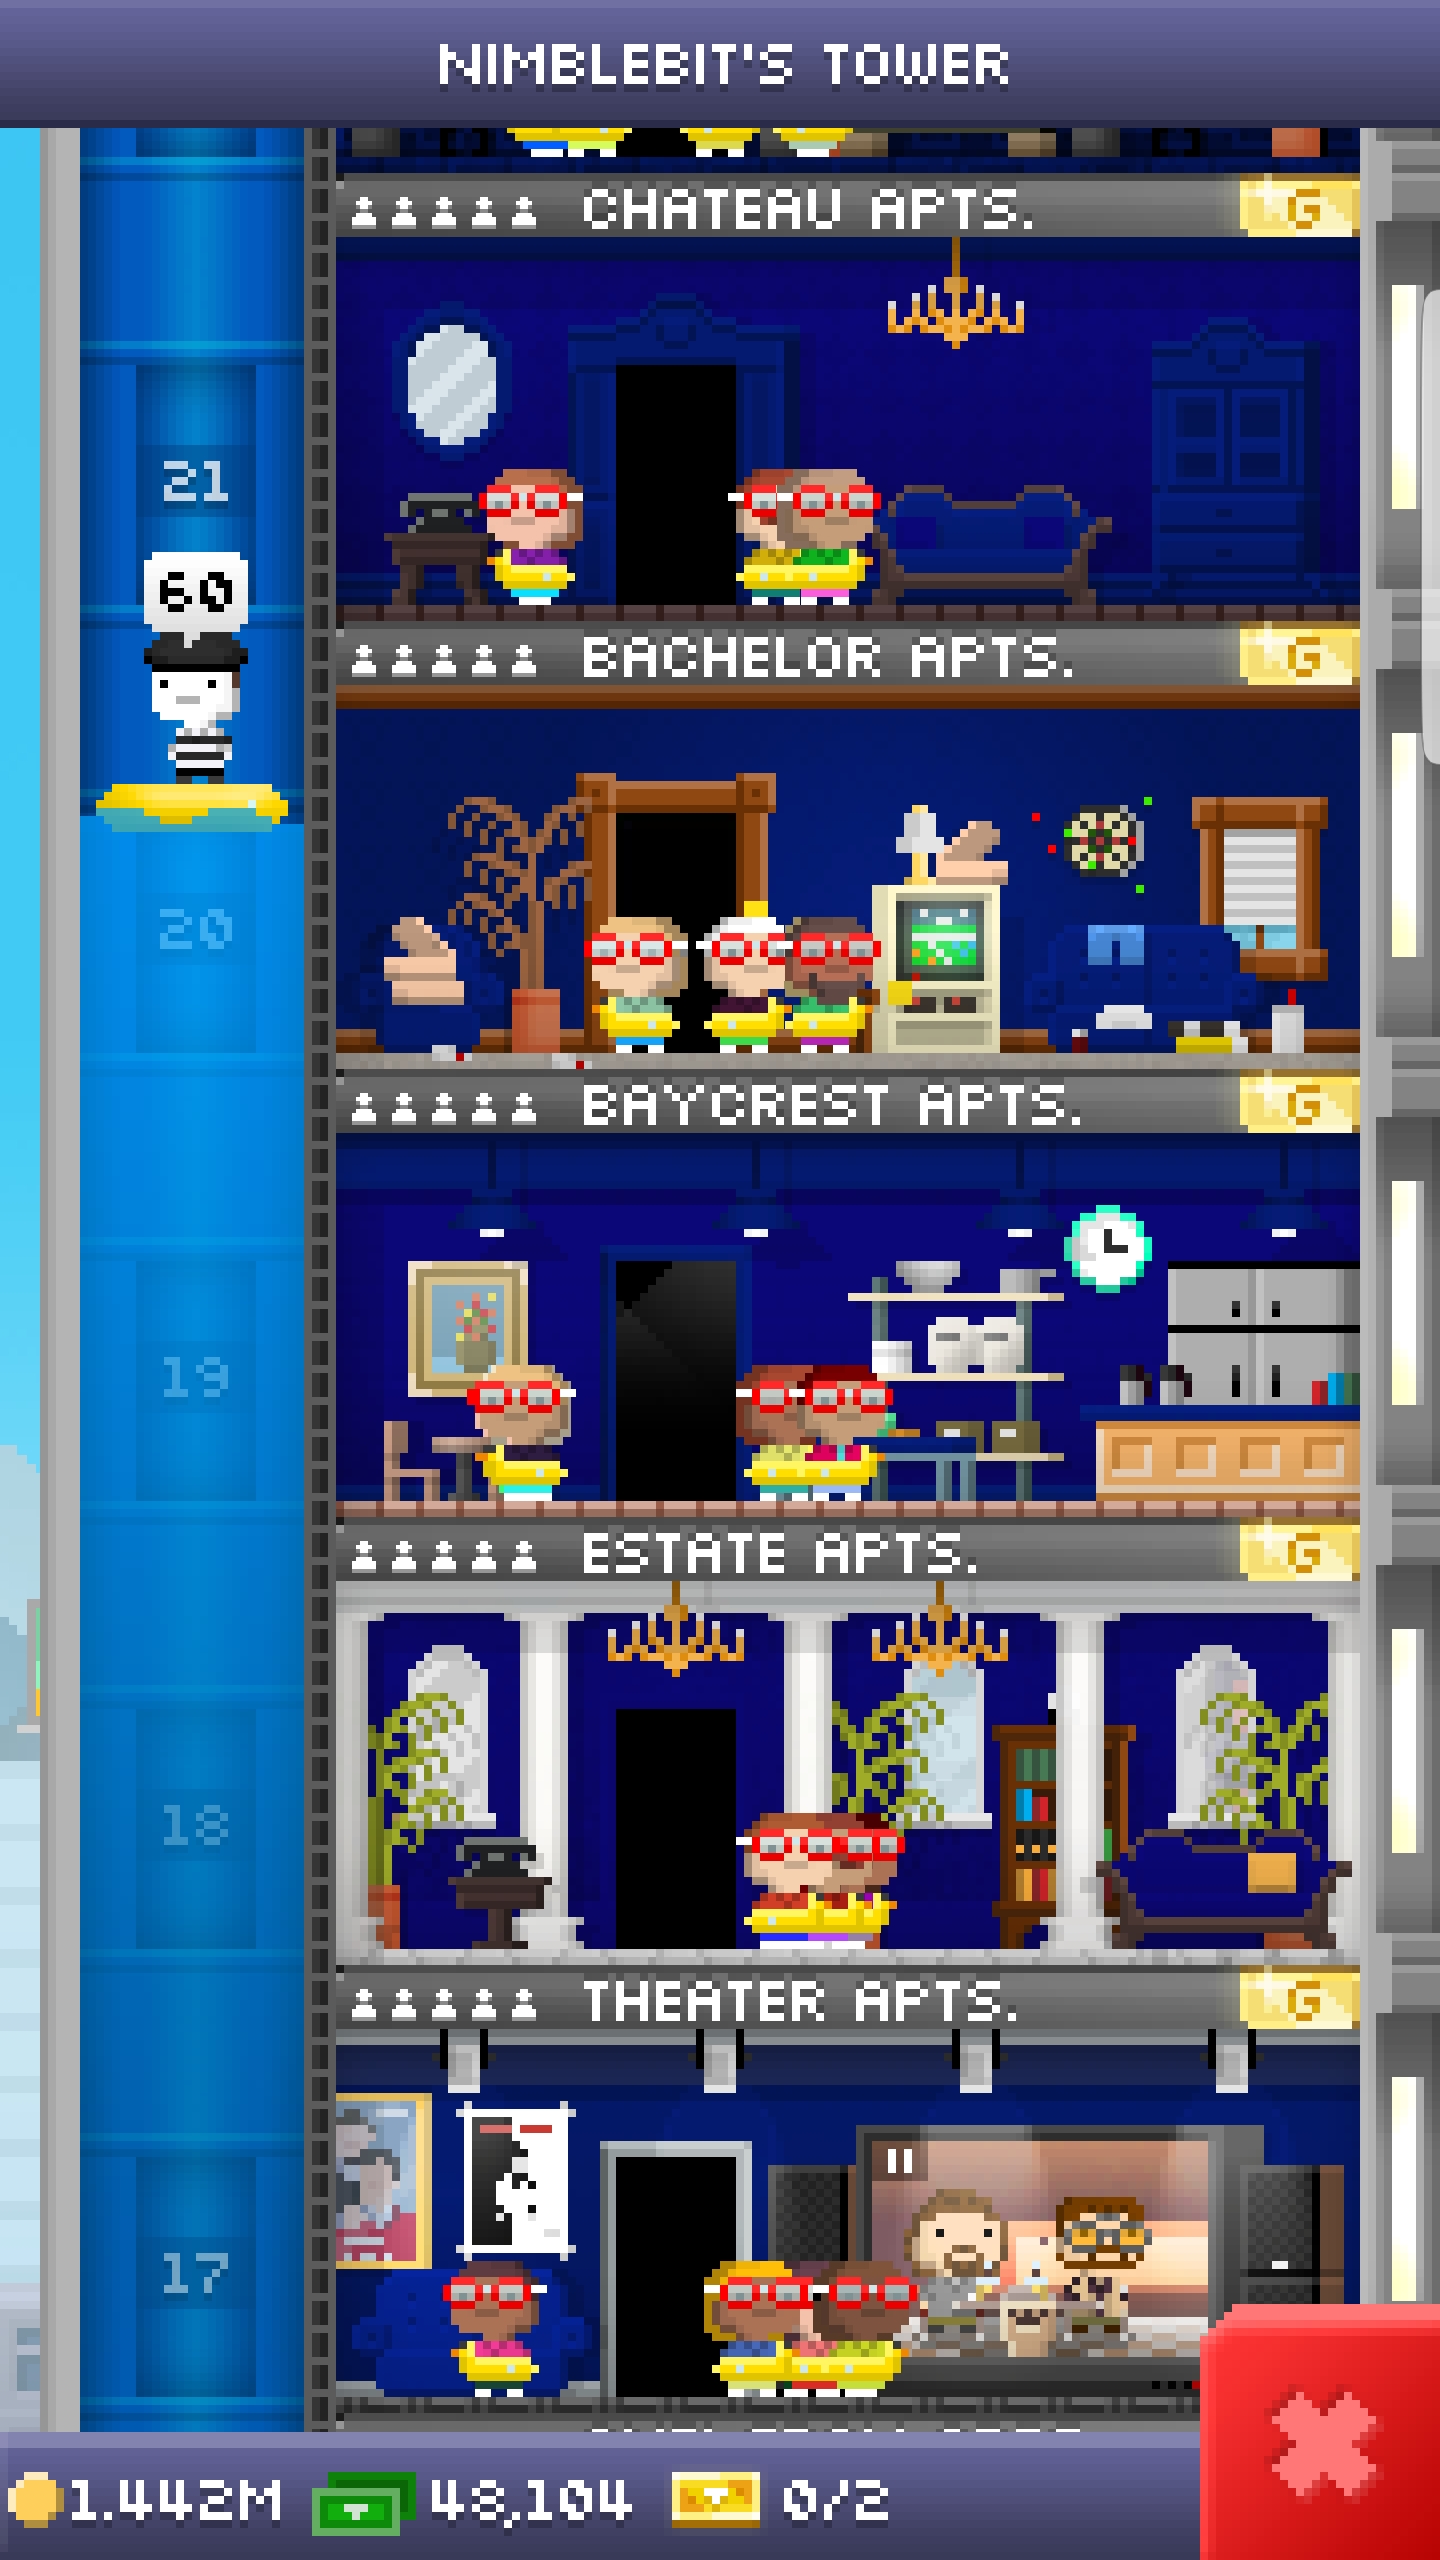 NIMBLEBIT'S TOWER
CHATEAU APTS. G
21
60
BACHELOR APTS. G
20
BAYCREST APTS. G
19
ESTATE APTS. G
18
THEATER APTS. G
17
1.442M 48,104 0/2